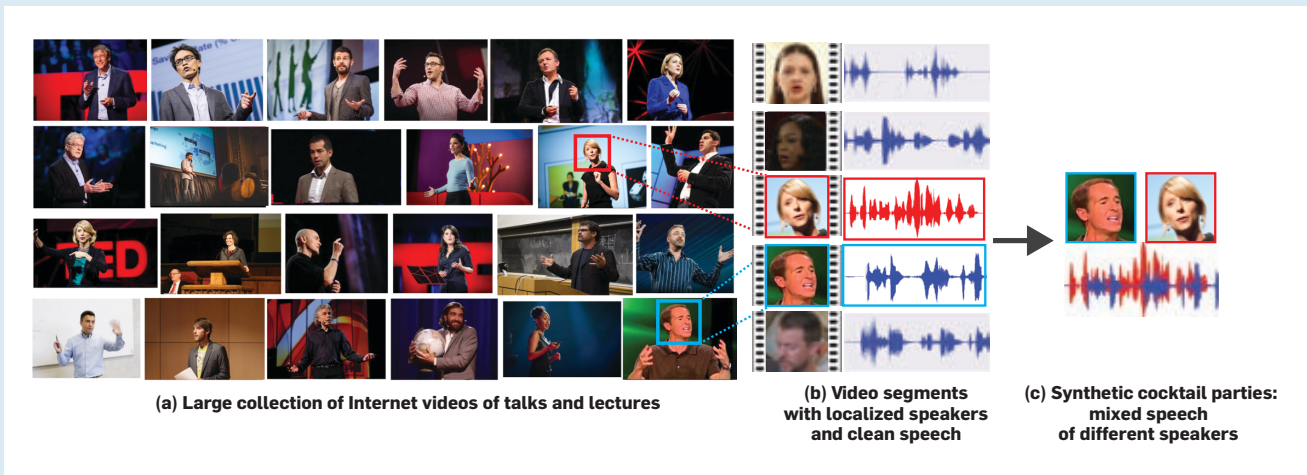 TED
(a) Large collection of Internet videos of talks and lectures
(b) Video segments
with localized speakers
and clean speech
(c) Synthetic cocktail parties:
mixed speech
of different speakers